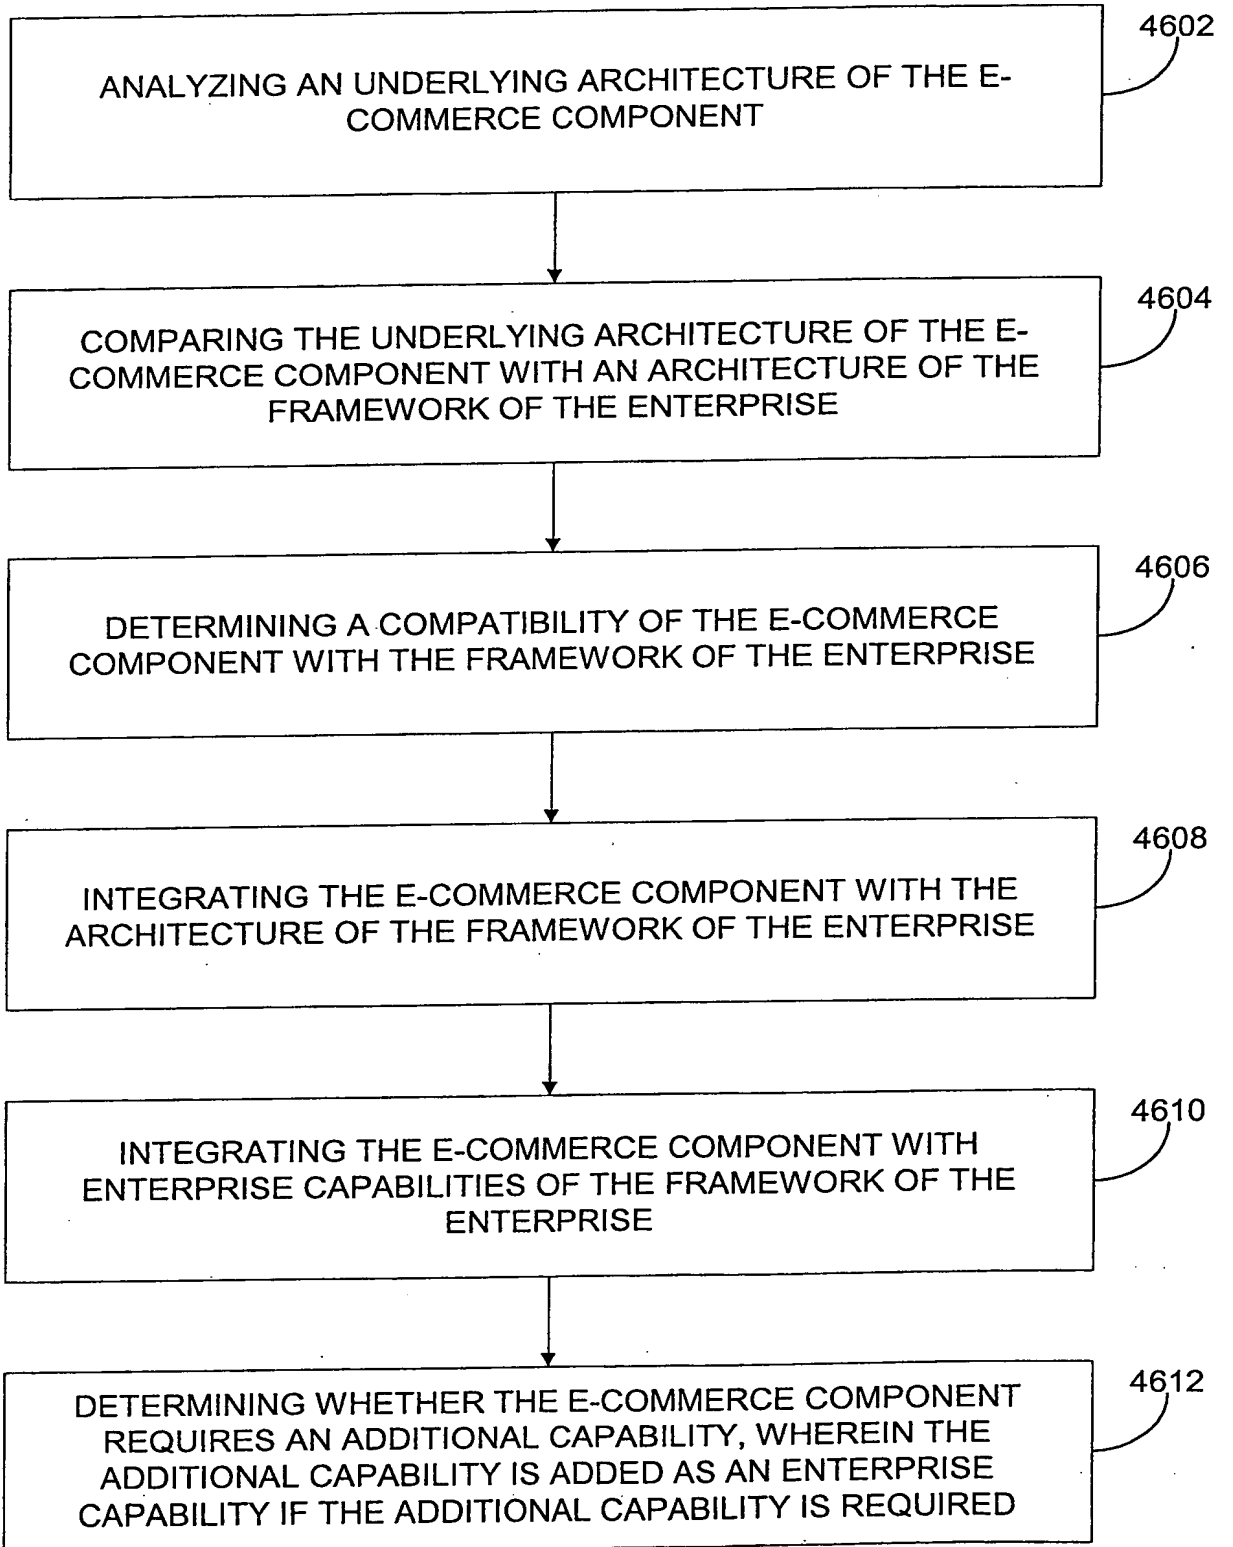 4602
ANALYZING AN UNDERLYING ARCHITECTURE OF THE E-
COMMERCE COMPONENT
4604
COMPARING THE UNDERLYING ARCHITECTURE OF THE E-
COMMERCE COMPONENT WITH AN ARCHITECTURE OF THE
FRAMEWORK OF THE ENTERPRISE
4606
DETERMINING A COMPATIBILITY OF THE E-COMMERCE
COMPONENT WITH THE FRAMEWORK OF THE ENTERPRISE
4608
INTEGRATING THE E-COMMERCE COMPONENT WITH THE
ARCHITECTURE OF THE FRAMEWORK OF THE ENTERPRISE
4610
INTEGRATING THE E-COMMERCE COMPONENT WITH
ENTERPRISE CAPABILITIES OF THE FRAMEWORK OF THE
ENTERPRISE
4612
DETERMINING WHETHER THE E-COMMERCE COMPONENT
REQUIRES AN ADDITIONAL CAPABILITY, WHEREIN THE
ADDITIONAL CAPABILITY IS ADDED AS AN ENTERPRISE
CAPABILITY IF THE ADDITIONAL CAPABILITY IS REQUIRED